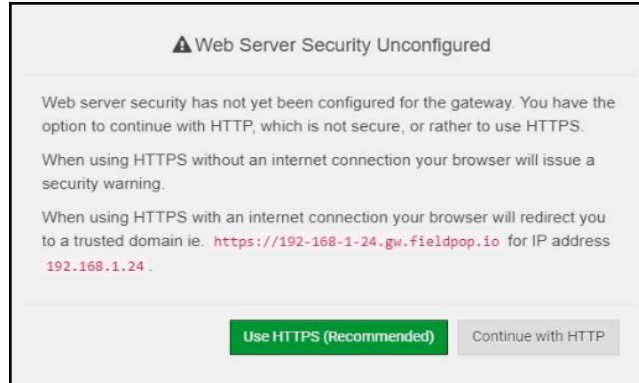 Web Server Security Unconfigured
Web server security has not yet been configured for the gateway. You have the
option to continue with HTTP, which is not secure, or rather to use HTTPS.
When using HTTPS without an internet connection your browser will issue a
security warning.
When using HTTPS with an internet connection your browser will redirect you
to a trusted domain ie. https://192-168-1-24.gw.fieldpop.io for IP address
192.168.1.24.
Use HTTPS (Recommended) Continue with HTTP